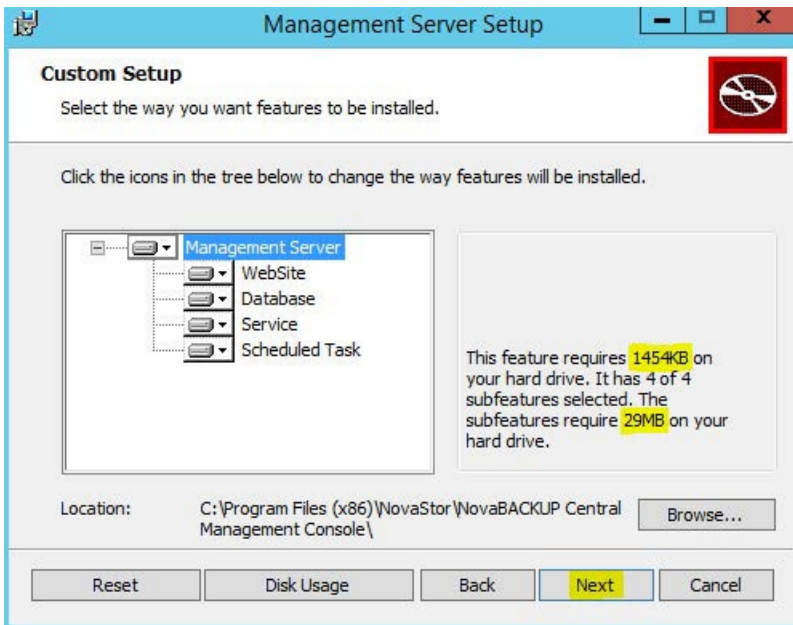 Management Server Setup
Custom Setup
Select the way you want features to be installed.
Click the icons in the tree below to change the way features will be installed.
Management Server
WebSite
Database
Service
Scheduled Task
This feature requires 1454KB on
your hard drive. It has 4 of 4
subfeatures selected. The
subfeatures require 29MB on your
hard drive.
Location:
C:\Program Files (x86)\NovaStor\NovaBACKUP Central
Management Console\
Browse...
Reset
Disk Usage
Back
Next
Cancel